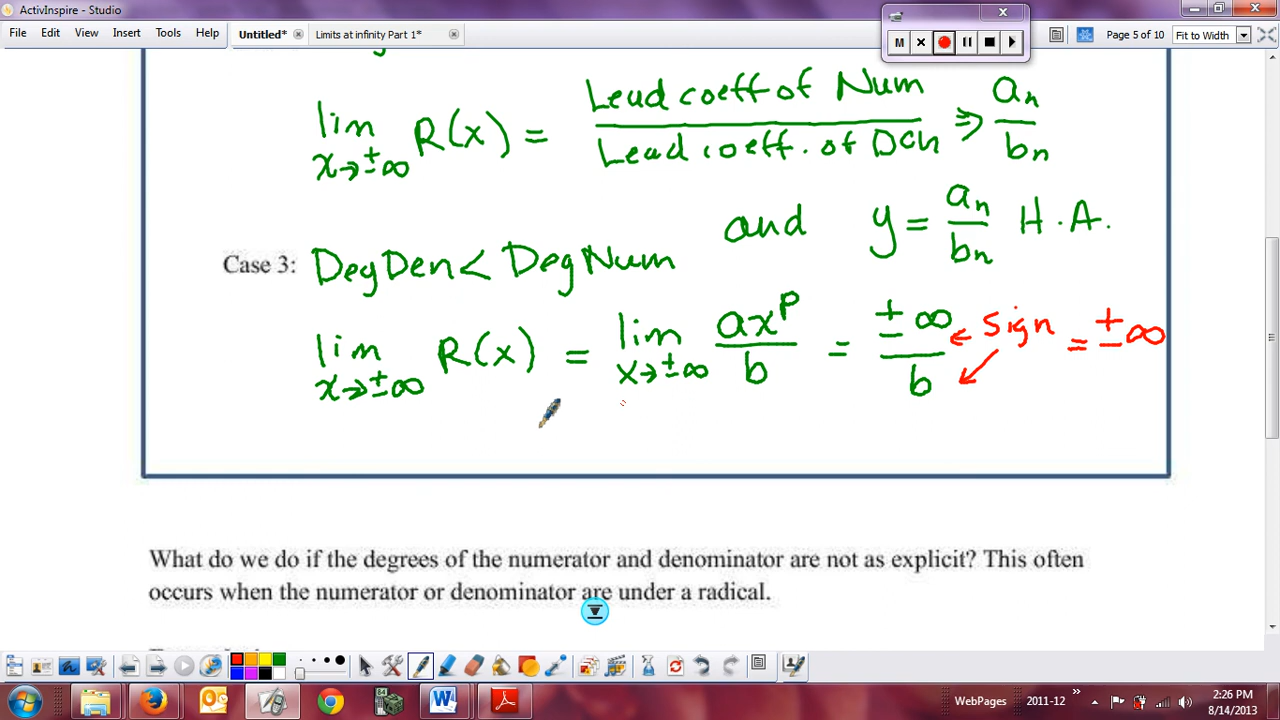 ActivInspire - Studio
File Edit View Insert Tools Help
Untitled* Limits at infinity Part 1*
M
Page 5 of 10 Fit to Width
lim x→±∞ R(x) = Lead coeff of Num / Lead coeff. of Den ⇒ an/bn
and y = an/bn H.A.
Case 3: DegDen < DegNum
lim x→±∞ R(x) = lim x→±∞ ax^p/b = ±∞/b ← sign = ±∞
What do we do if the degrees of the numerator and denominator are not as explicit? This often
occurs when the numerator or denominator are under a radical.
WebPages 2011-12 »
2:26 PM
8/14/2013